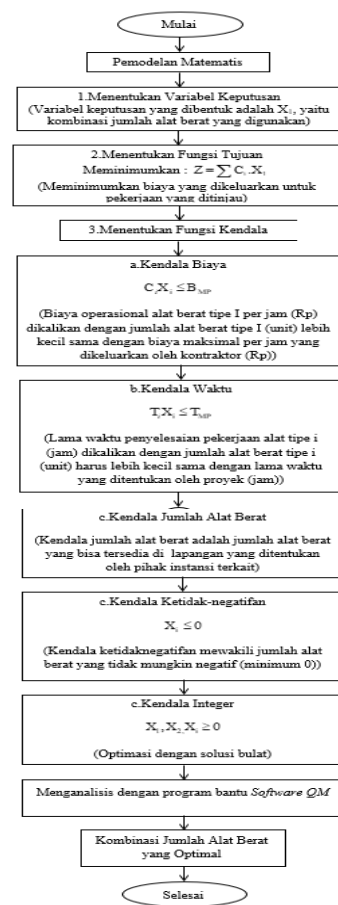 Mulai
Pemodelan Matematis
1.Menentukan Variabel Keputusan
(Variabel keputusan yang dibentuk adalah X₁, yaitu
kombinasi jumlah alat berat yang digunakan)
2.Menentukan Fungsi Tujuan
Meminimumkan : Z = ∑ Cᵢ.Xᵢ
(Meminimumkan biaya yang dikeluarkan untuk
pekerjaan yang ditinjau)
3.Menentukan Fungsi Kendala
a.Kendala Biaya
CᵢXᵢ ≤ B_MP
(Biaya operasional alat berat tipe I per jam (Rp)
dikalikan dengan jumlah alat berat tipe I (unit) lebih
kecil sama dengan biaya maksimal per jam yang
dikeluarkan oleh kontraktor (Rp))
b.Kendala Waktu
TᵢXᵢ ≤ T_MP
(Lama waktu penyelesaian pekerjaan alat tipe i
(jam) dikalikan dengan jumlah alat berat tipe i
(unit) harus lebih kecil sama dengan lama waktu
yang ditentukan oleh proyek (jam))
c.Kendala Jumlah Alat Berat
(Kendala jumlah alat berat adalah jumlah alat berat
yang bisa tersedia di lapangan yang ditentukan
oleh pihak instansi terkait)
c.Kendala Ketidak-negatifan
Xᵢ ≤ 0
(Kendala ketidaknegatifan mewakili jumlah alat
berat yang tidak mungkin negatif (minimum 0))
c.Kendala Integer
X₁,X₂,Xᵢ ≥ 0
(Optimasi dengan solusi bulat)
Menganalisis dengan program bantu Software QM
Kombinasi Jumlah Alat Berat
yang Optimal
Selesai